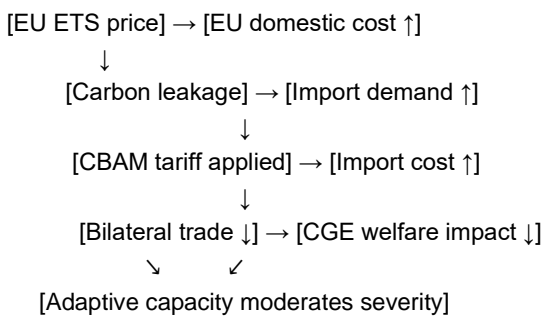 [EU ETS price] → [EU domestic cost ↑]
↓
[Carbon leakage] → [Import demand ↑]
↓
[CBAM tariff applied] → [Import cost ↑]
↓
[Bilateral trade ↓] → [CGE welfare impact ↓]
↘ ↙
[Adaptive capacity moderates severity]